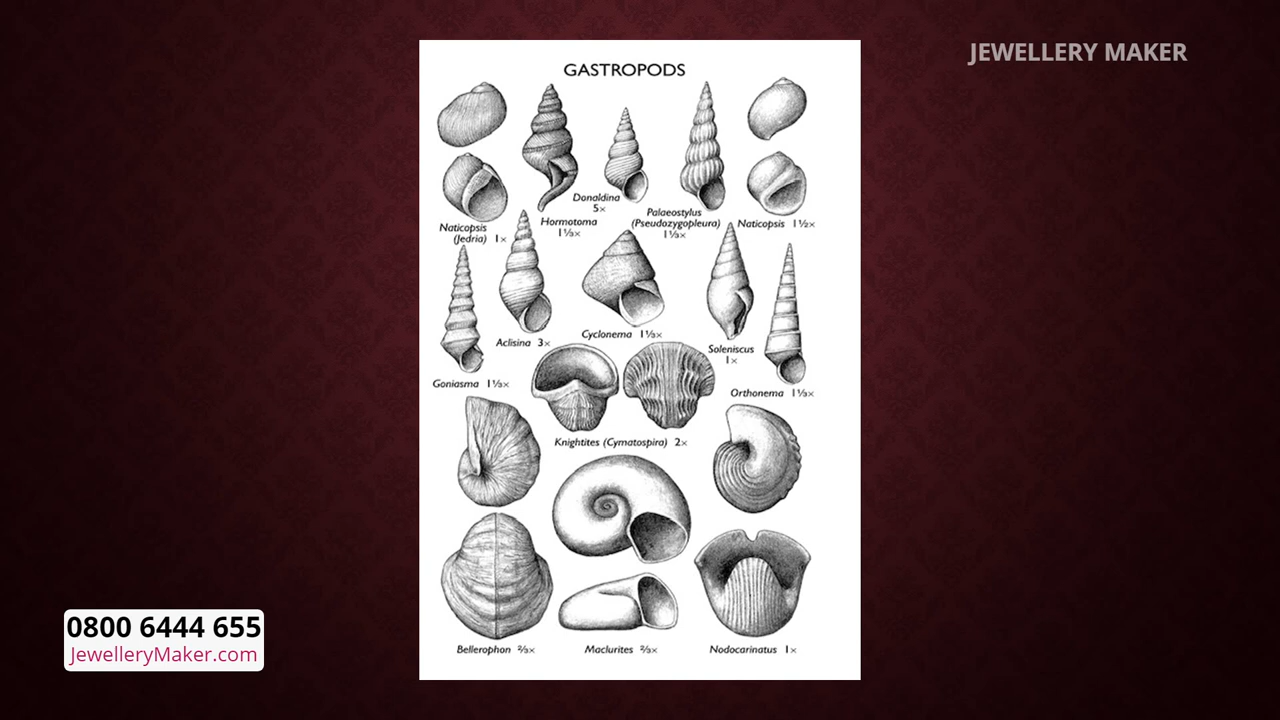 JEWELLERY MAKER
GASTROPODS
Naticopsis
(Jedria) 1×
Hormotoma
1⅓×
Donaldina
5×
Palaeostylus
(Pseudozygopleura)
1⅓×
Naticopsis 1½×
Goniasma 1⅓×
Aclisina 3×
Cyclonema 1⅓×
Soleniscus
1×
Orthonema 1⅓×
Knightites (Cymatospira) 2×
Bellerophon ⅔×
Maclurites ⅔×
Nodocarinatus 1×
0800 6444 655
JewelleryMaker.com